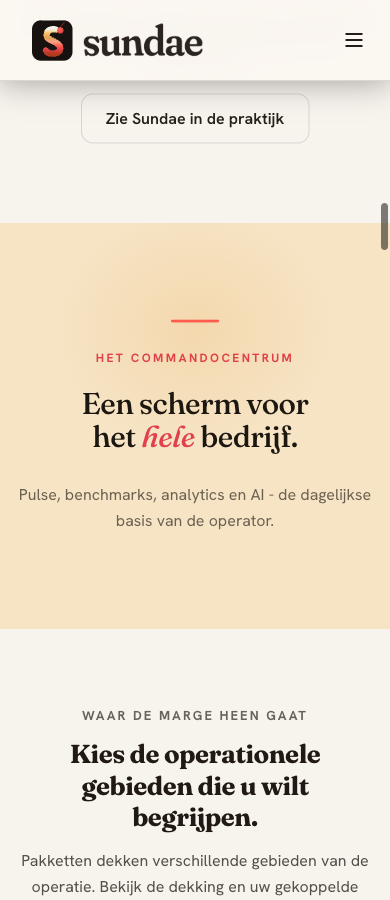 sundae
Zie Sundae in de praktijk
HET COMMANDOCENTRUM
Een scherm voor
het hele bedrijf.
Pulse, benchmarks, analytics en AI - de dagelijkse
basis van de operator.
WAAR DE MARGE HEEN GAAT
Kies de operationele
gebieden die u wilt
begrijpen.
Pakketten dekken verschillende gebieden van de
operatie. Bekijk de dekking en uw gekoppelde